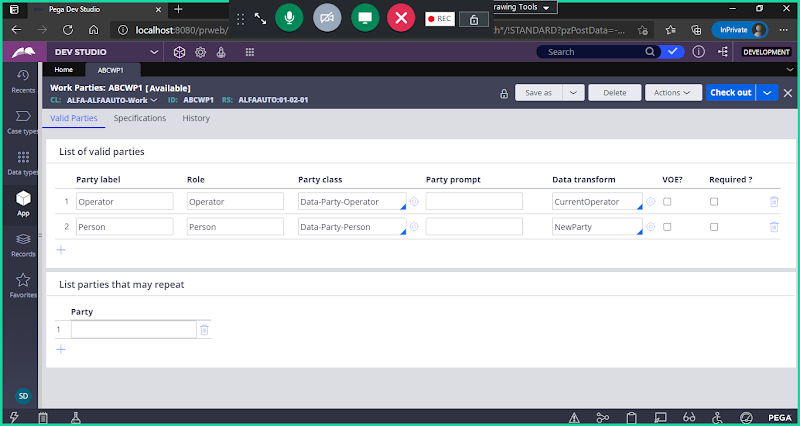 Pega Dev Studio
rawing Tools
REC
localhost:8080/prweb/
h*/!STANDARD?pzPostData=-...
InPrivate
DEV STUDIO
Search
DEVELOPMENT
Home
ABCWP1
Recents
Work Parties: ABCWP1 [Available]
CL: ALFA-ALFAAUTO-Work
ID: ABCWP1
RS: ALFAAUTO:01-02-01
Save as
Delete
Actions
Check out
Valid Parties
Specifications
History
Case types
Data types
App
Records
Favorites
List of valid parties
Party label
Role
Party class
Party prompt
Data transform
VOE?
Required ?
1 Operator Operator Data-Party-Operator CurrentOperator
2 Person Person Data-Party-Person NewParty
List parties that may repeat
Party
1
SD
PEGA